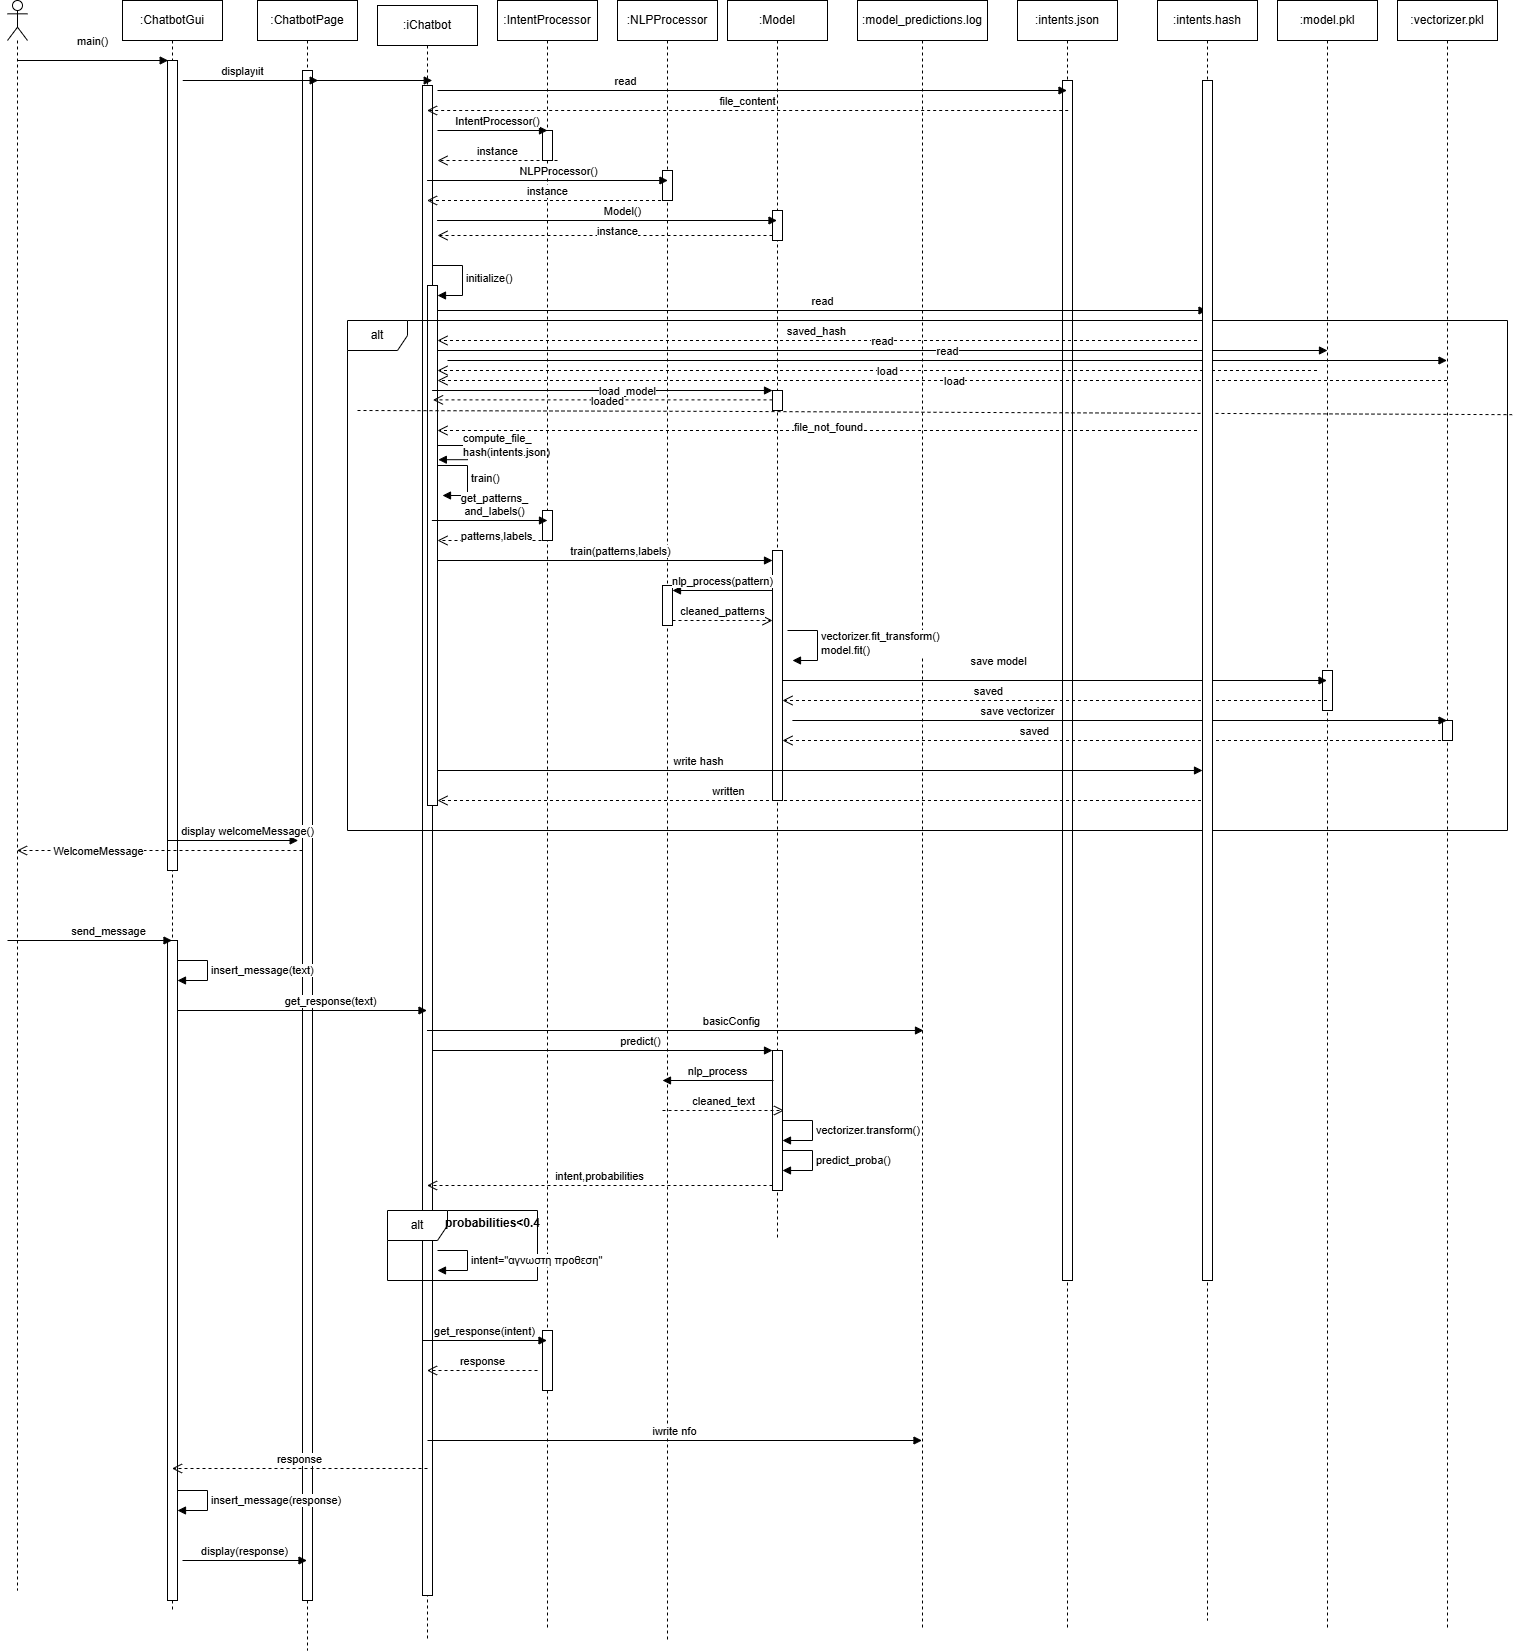 :ChatbotGui
:ChatbotPage
:iChatbot
:IntentProcessor
:NLPProcessor
:Model
:model_predictions.log
:intents.json
:intents.hash
:model.pkl
:vectorizer.pkl
main()
read
file_content
IntentProcessor()
instance
NLPProcessor()
instance
Model()
instance
initialize()
read
alt
saved_hash
read
read
load
load
load_model
loaded
file_not_found
compute_file_
hash(intents.json)
train()
get_patterns_
and_labels()
patterns,labels
train(patterns,labels)
nlp_process(pattern)
cleaned_patterns
vectorizer.fit_transform()
model.fit()
save model
saved
save vectorizer
saved
write hash
written
display welcomeMessage()
WelcomeMessage
send_message
insert_message(text)
get_response(text)
basicConfig
predict()
nlp_process
cleaned_text
vectorizer.transform()
predict_proba()
intent,probabilities
alt
probabilities<0.4
intent="αγνωστη προθεση"
get_response(intent)
response
iwrite nfo
response
insert_message(response)
display(response)